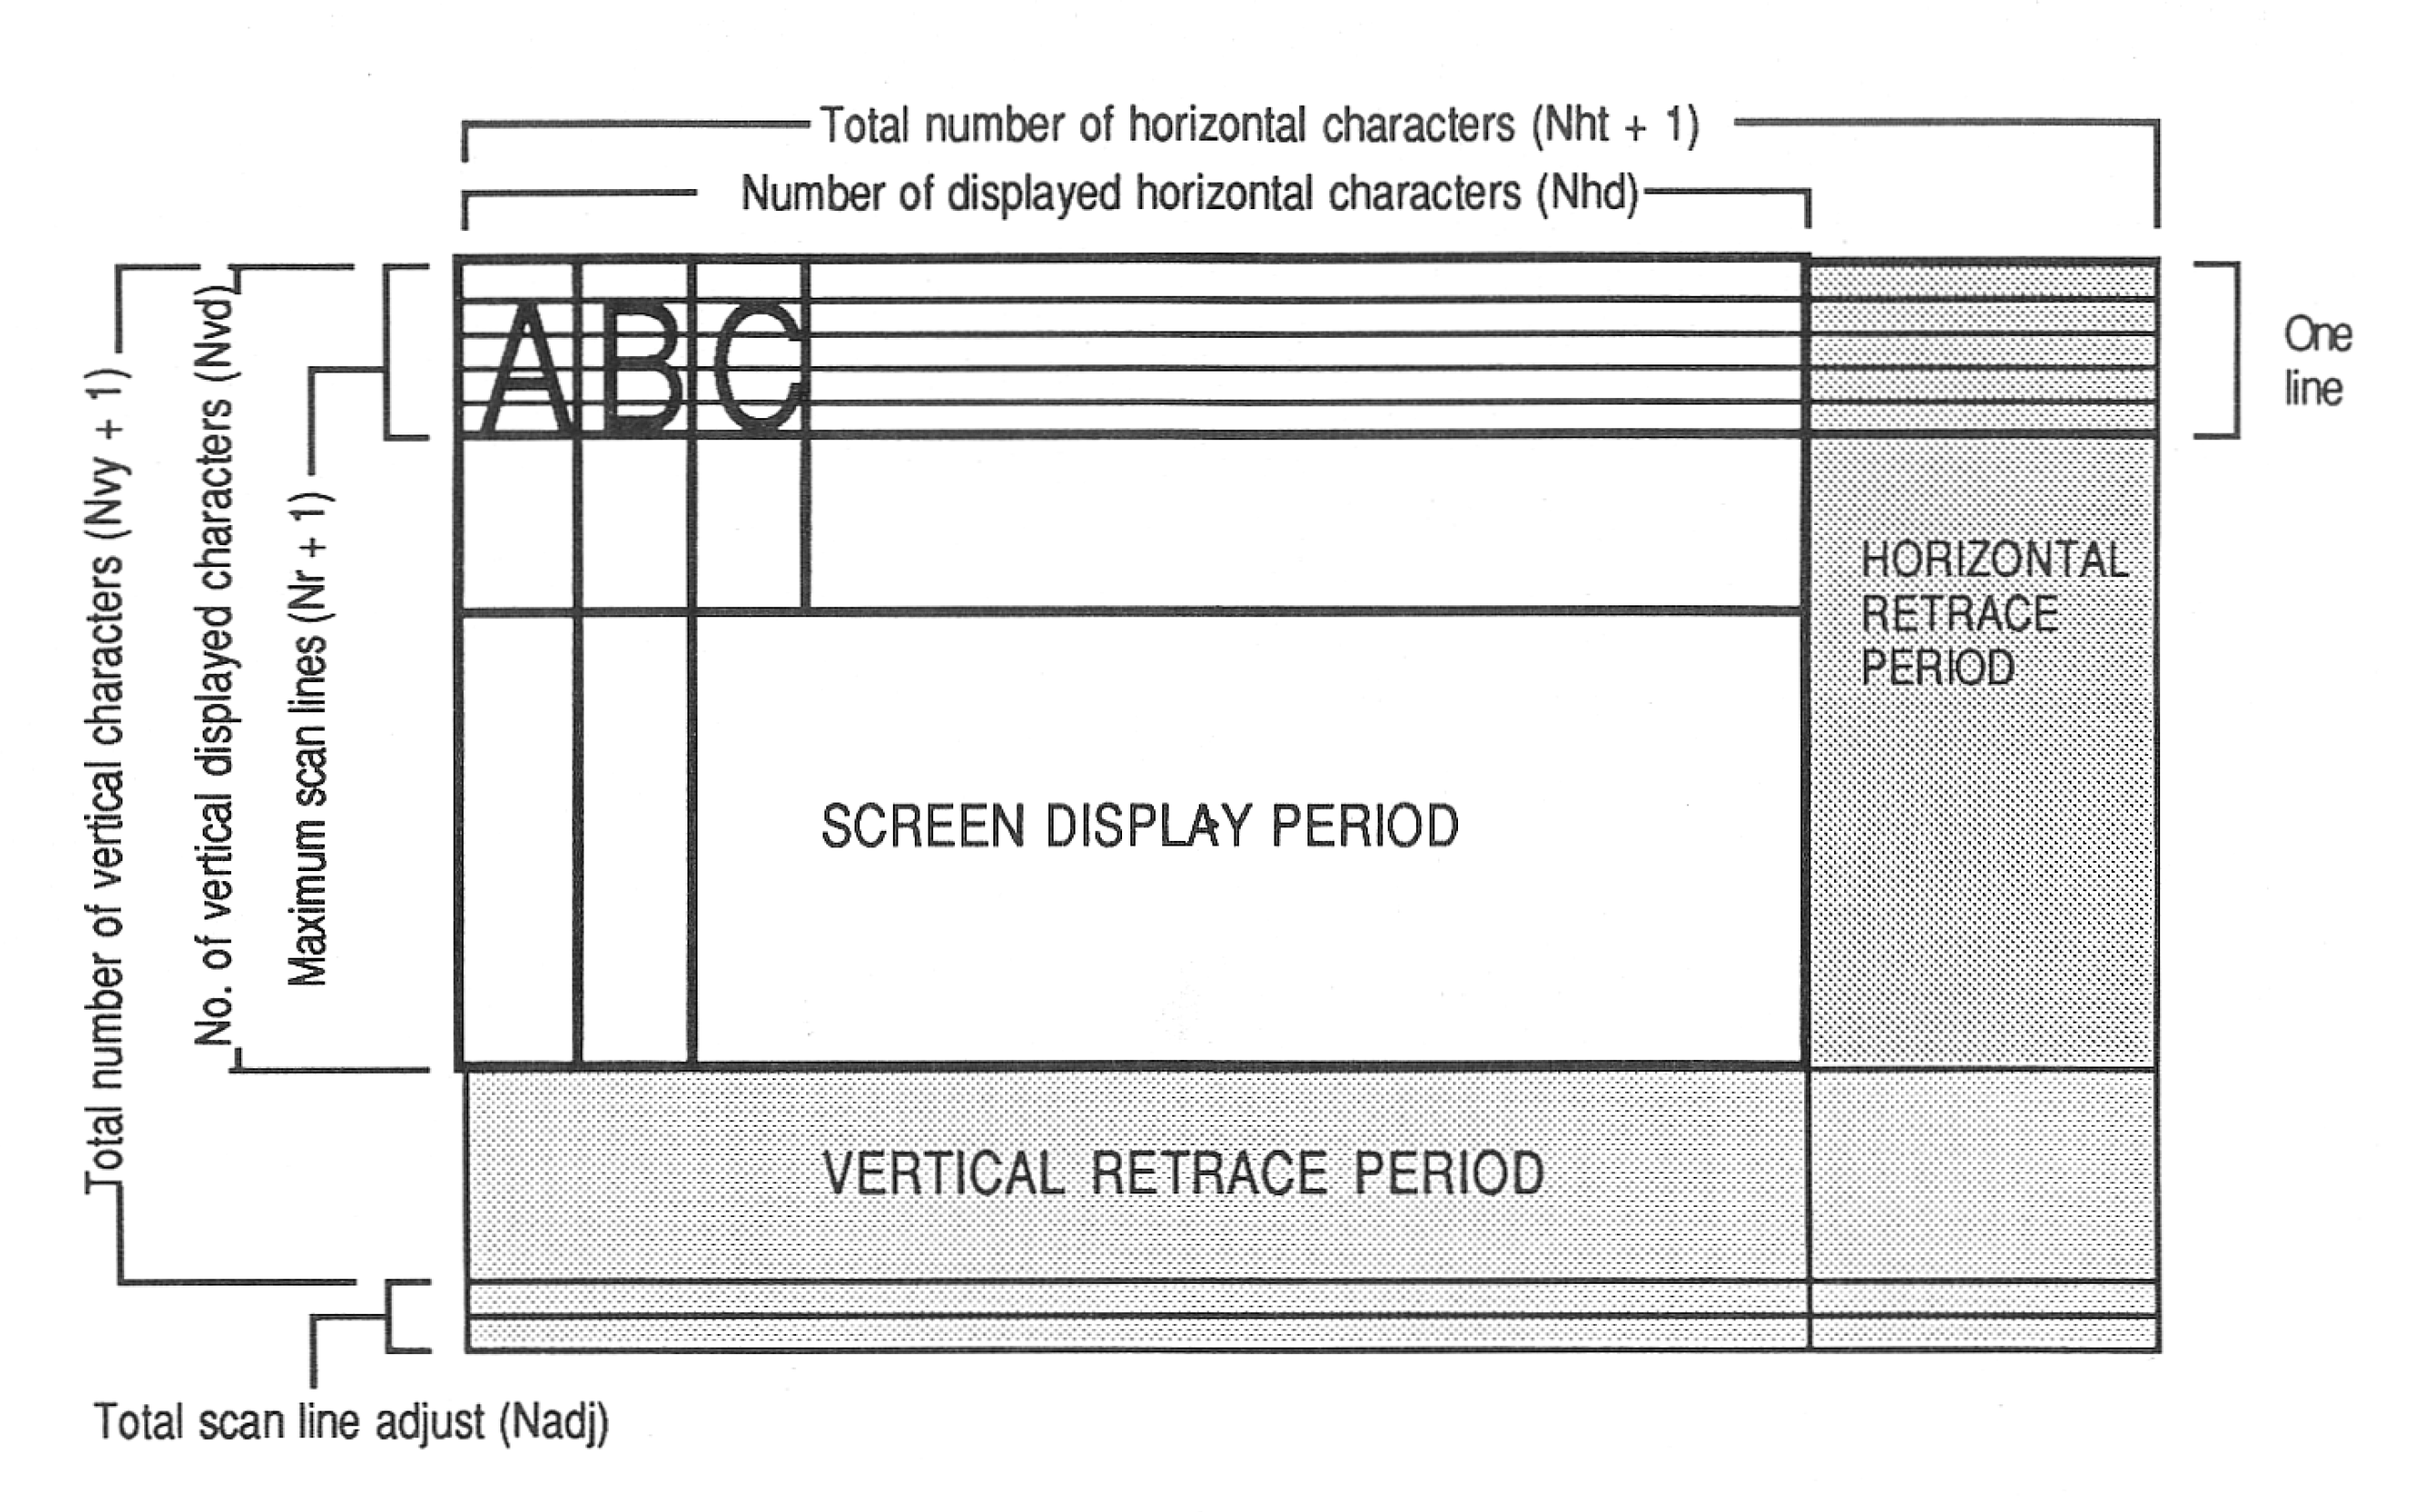 Total number of horizontal characters (Nht + 1)
Number of displayed horizontal characters (Nhd)
Total number of vertical characters (Nvy + 1)
No. of vertical displayed characters (Nvd)
Maximum scan lines (Nr + 1)
A B C
One
line
HORIZONTAL
RETRACE
PERIOD
SCREEN DISPLAY PERIOD
VERTICAL RETRACE PERIOD
Total scan line adjust (Nadj)